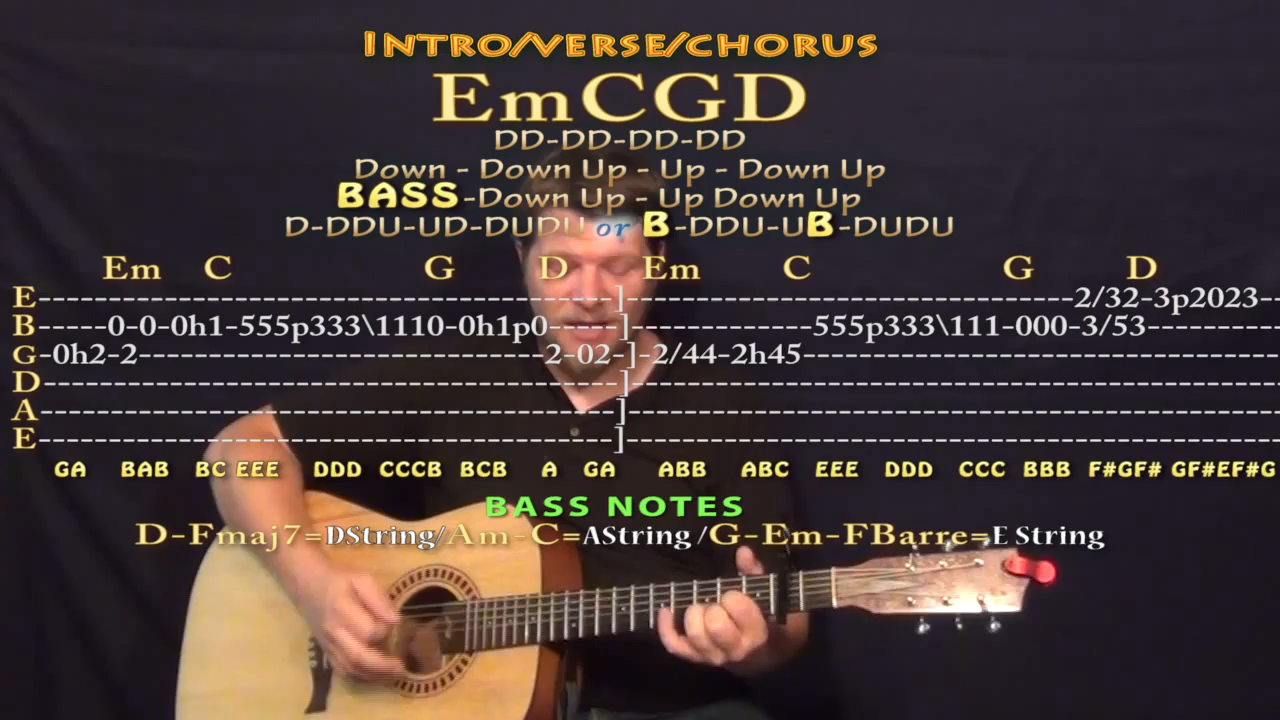 INTRO/VERSE/CHORUS
EmCGD
DD-DD-DD-DD
Down - Down Up - Up - Down Up
BASS-Down Up - Up Down Up
D-DDU-UD-DUDU or B-DDU-UB-DUDU
Em C G D Em C G D
E---------------------------------------]-------------------------------2/32-3p2023--
B-----0-0-0h1-555p333\1110-0h1p0-----]-------------555p333\111-000-3/53---------
G-0h2-2-----------------------------2-02-]-2/44-2h45----------------------------------
D---------------------------------------]-------------------------------------------
A---------------------------------------]-------------------------------------------
E---------------------------------------]-------------------------------------------
GA BAB BC EEE DDD CCCB BCB A GA ABB ABC EEE DDD CCC BBB F#GF# GF#EF#G
BASS NOTES
D-Fmaj7=DString/Am-C=AString /G-Em-FBarre=E String